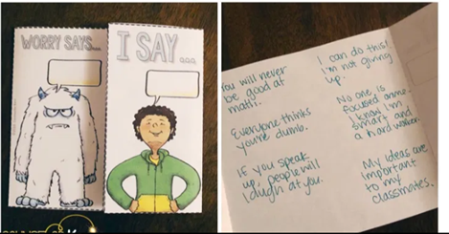 WORRY SAYS...
I SAY ...
You will never
be good at
math.
Everyone thinks
you're dumb.
IF you speak
up, people will
laugh at you.
I can do this!
I'm not giving
up.
No one is
focused on me.
I know I'm
smart and
a hard worker.
My ideas are
important
to my
classmates.